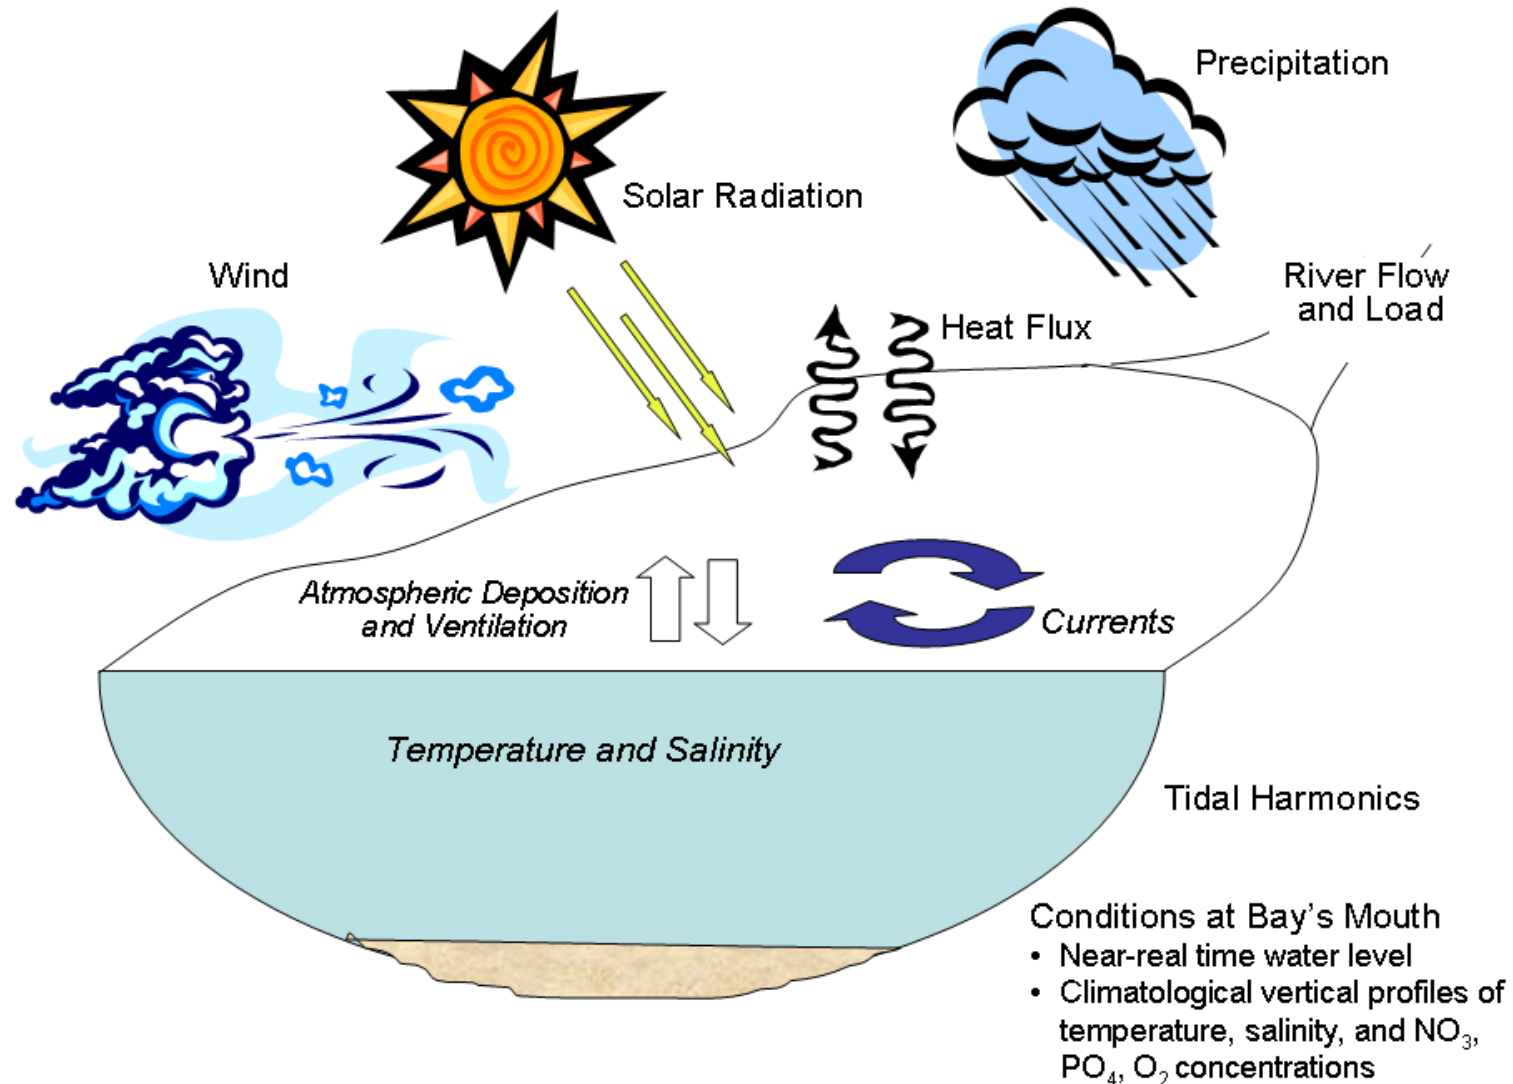 Precipitation
Solar Radiation
Wind
River Flow
and Load
Heat Flux
Atmospheric Deposition
and Ventilation
Currents
Temperature and Salinity
Tidal Harmonics
Conditions at Bay's Mouth
• Near-real time water level
• Climatological vertical profiles of
temperature, salinity, and NO₃,
PO₄, O₂ concentrations